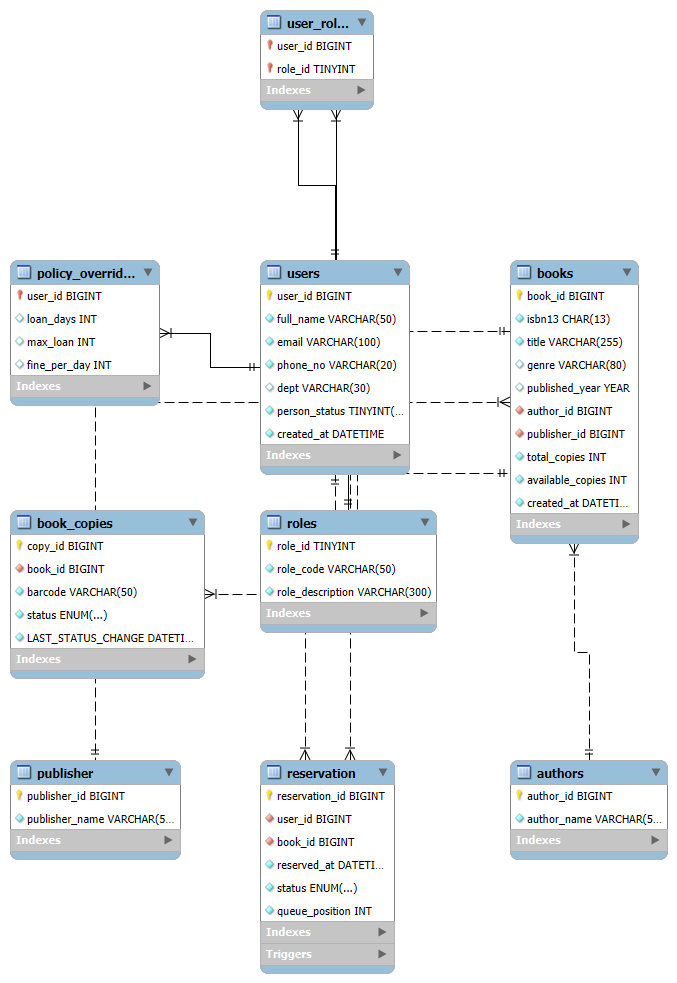 user_rol...
user_id BIGINT
role_id TINYINT
Indexes
policy_overrid...
user_id BIGINT
loan_days INT
max_loan INT
fine_per_day INT
Indexes
users
user_id BIGINT
full_name VARCHAR(50)
email VARCHAR(100)
phone_no VARCHAR(20)
dept VARCHAR(30)
person_status TINYINT(...
created_at DATETIME
Indexes
books
book_id BIGINT
isbn13 CHAR(13)
title VARCHAR(255)
genre VARCHAR(80)
published_year YEAR
author_id BIGINT
publisher_id BIGINT
total_copies INT
available_copies INT
created_at DATETI...
Indexes
book_copies
copy_id BIGINT
book_id BIGINT
barcode VARCHAR(50)
status ENUM(...)
LAST_STATUS_CHANGE DATETI...
Indexes
roles
role_id TINYINT
role_code VARCHAR(50)
role_description VARCHAR(300)
Indexes
publisher
publisher_id BIGINT
publisher_name VARCHAR(5...
Indexes
reservation
reservation_id BIGINT
user_id BIGINT
book_id BIGINT
reserved_at DATETI...
status ENUM(...)
queue_position INT
Indexes
Triggers
authors
author_id BIGINT
author_name VARCHAR(5...
Indexes